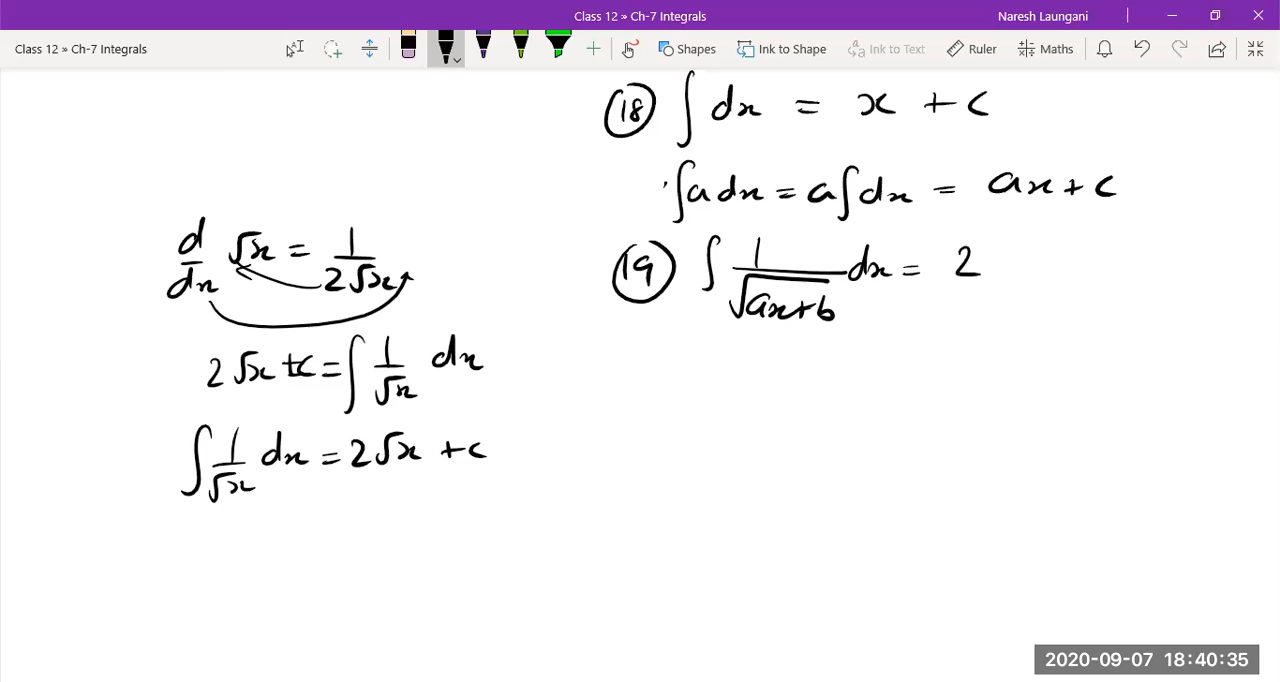 Class 12 » Ch-7 Integrals
Naresh Laungani
Class 12 » Ch-7 Integrals
Shapes
Ink to Shape
Ink to Text
Ruler
Maths
(18) ∫ dx = x + c
∫a dx = a∫dx = ax + c
(19) ∫ 1/√(ax+b) dx = 2
d/dx √x = 1/(2√x)
2√x + c = ∫ 1/√x dx
∫ 1/√x dx = 2√x + c
2020-09-07 18:40:35